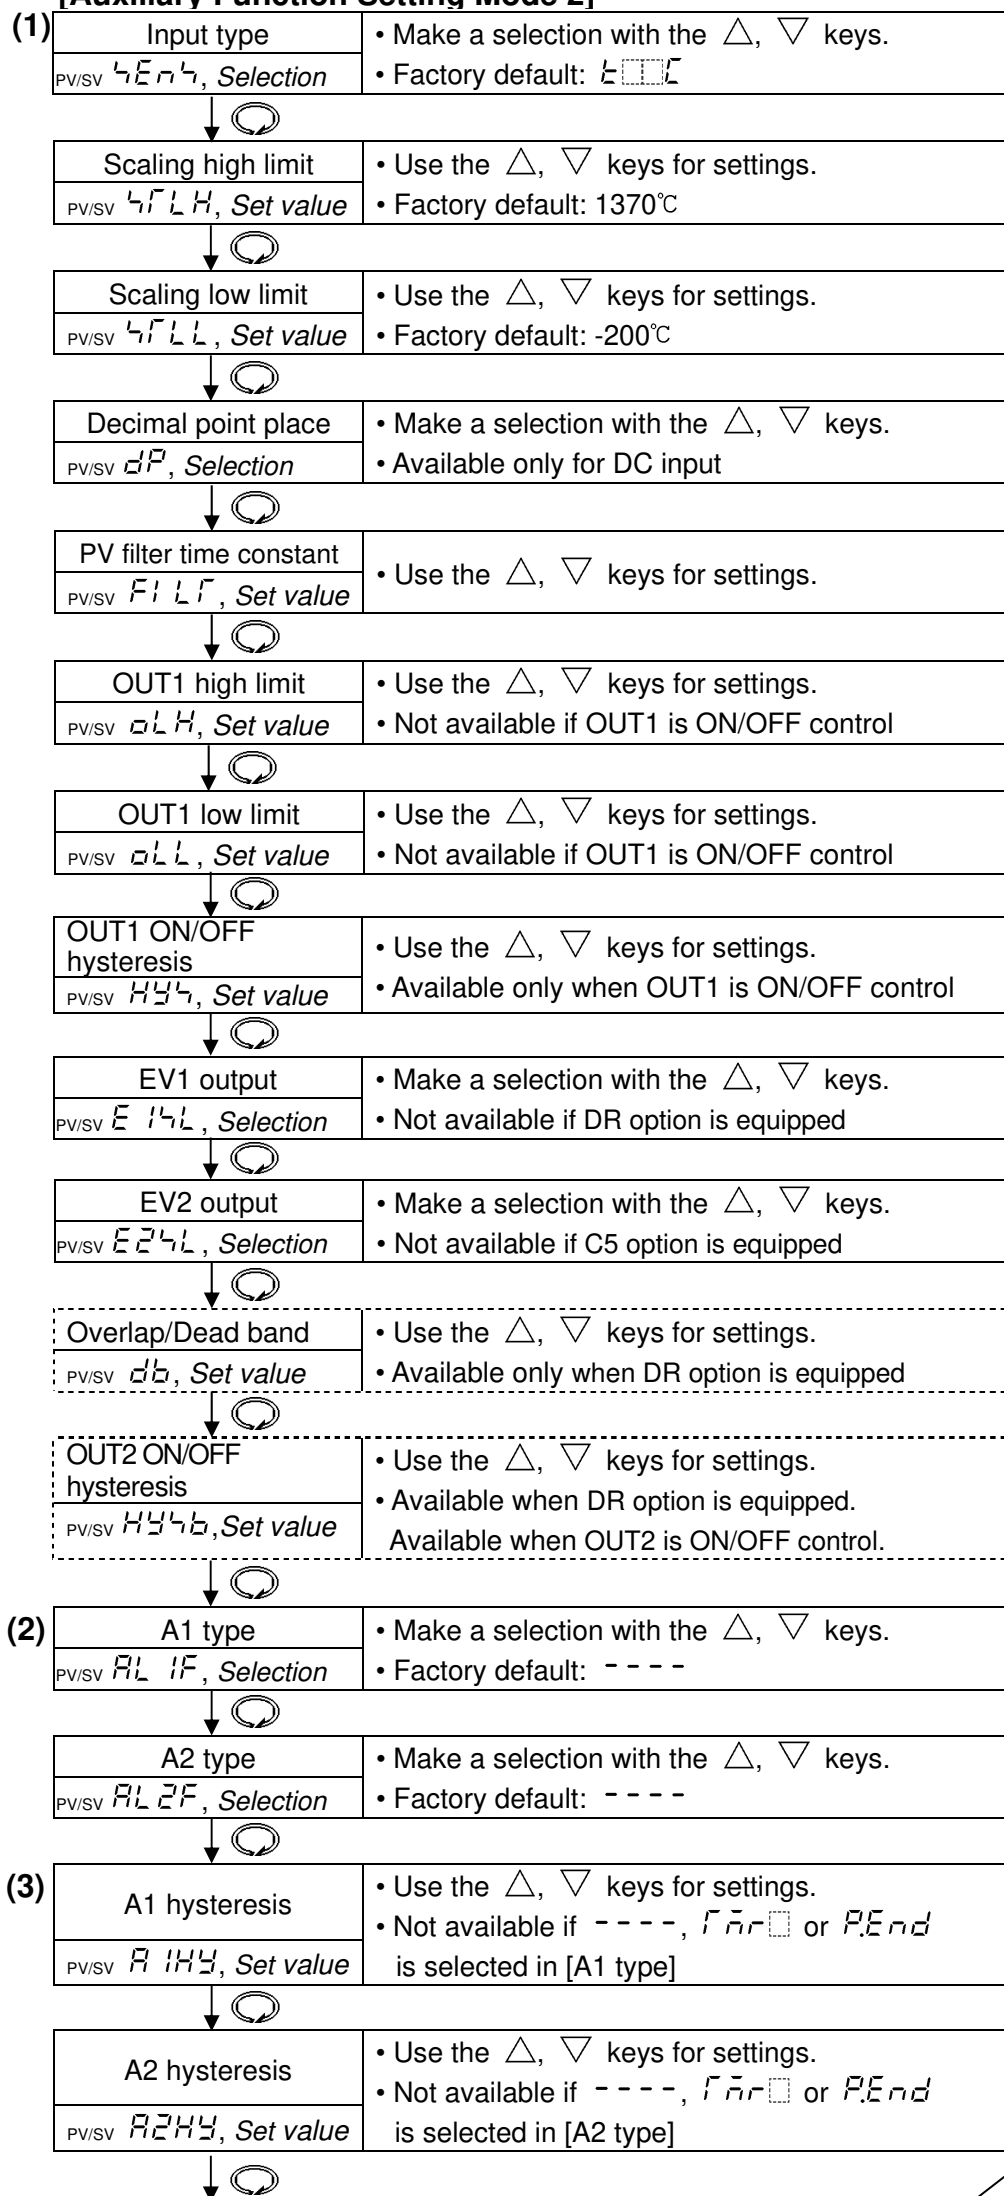 [Auxiliary Function Setting Mode 2]
(1)
Input type
PV/SV SEnS, Selection
• Make a selection with the △, ▽ keys.
• Factory default: E□□C
Scaling high limit
PV/SV SFLH, Set value
• Use the △, ▽ keys for settings.
• Factory default: 1370℃
Scaling low limit
PV/SV SFLL, Set value
• Use the △, ▽ keys for settings.
• Factory default: -200℃
Decimal point place
PV/SV dP, Selection
• Make a selection with the △, ▽ keys.
• Available only for DC input
PV filter time constant
PV/SV FILT, Set value
• Use the △, ▽ keys for settings.
OUT1 high limit
PV/SV oLH, Set value
• Use the △, ▽ keys for settings.
• Not available if OUT1 is ON/OFF control
OUT1 low limit
PV/SV oLL, Set value
• Use the △, ▽ keys for settings.
• Not available if OUT1 is ON/OFF control
OUT1 ON/OFF
hysteresis
PV/SV HYS, Set value
• Use the △, ▽ keys for settings.
• Available only when OUT1 is ON/OFF control
EV1 output
PV/SV E1SL, Selection
• Make a selection with the △, ▽ keys.
• Not available if DR option is equipped
EV2 output
PV/SV E2SL, Selection
• Make a selection with the △, ▽ keys.
• Not available if C5 option is equipped
Overlap/Dead band
PV/SV db, Set value
• Use the △, ▽ keys for settings.
• Available only when DR option is equipped
OUT2 ON/OFF
hysteresis
PV/SV HYSb, Set value
• Use the △, ▽ keys for settings.
• Available when DR option is equipped.
Available when OUT2 is ON/OFF control.
(2)
A1 type
PV/SV AL1F, Selection
• Make a selection with the △, ▽ keys.
• Factory default: ----
A2 type
PV/SV AL2F, Selection
• Make a selection with the △, ▽ keys.
• Factory default: ----
(3)
A1 hysteresis
PV/SV A1HY, Set value
• Use the △, ▽ keys for settings.
• Not available if ----, Tmr□ or P.End
is selected in [A1 type]
A2 hysteresis
PV/SV A2HY, Set value
• Use the △, ▽ keys for settings.
• Not available if ----, Tmr□ or P.End
is selected in [A2 type]